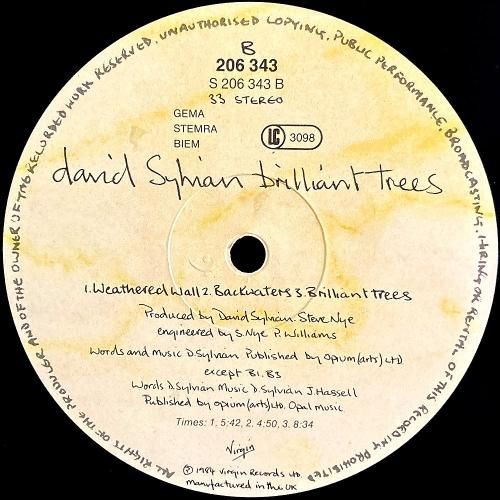 ALL RIGHTS OF THE PRODUCER AND OF THE OWNER OF THE RECORDED WORK RESERVED. UNAUTHORISED COPYING, PUBLIC PERFORMANCE, BROADCASTING, HIRING OR RENTAL OF THIS RECORDING PROHIBITED
B
206 343
S 206 343 B
33 STEREO
GEMA
STEMRA
BIEM
LC 3098
david Sylvian brilliant trees
1. Weathered Wall 2. Backwaters 3. Brilliant Trees
Produced by David Sylvian. Steve Nye
engineered by S. Nye P. Williams
Words and music D. Sylvian Published by Opium (arts) LTD
except B1, B3
Words D. Sylvian Music D. Sylvian J. Hassell
Published by Opium (arts) LTD. Opal music
Times: 1, 5:42, 2. 4:50, 3. 8:34
Virgin
℗ 1984 Virgin Records Ltd.
manufactured in the UK